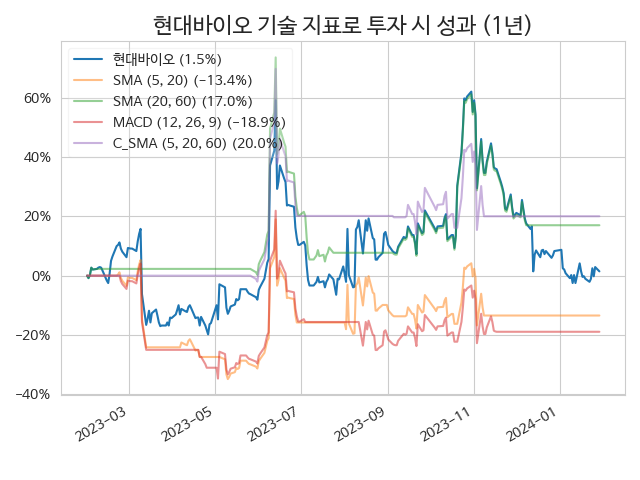 현대바이오 기술 지표로 투자 시 성과 (1년)
현대바이오 (1.5%)
SMA (5, 20) (−13.4%)
SMA (20, 60) (17.0%)
MACD (12, 26, 9) (−18.9%)
C_SMA (5, 20, 60) (20.0%)
60%
40%
20%
0%
−20%
−40%
2023−03
2023−05
2023−07
2023−09
2023−11
2024−01